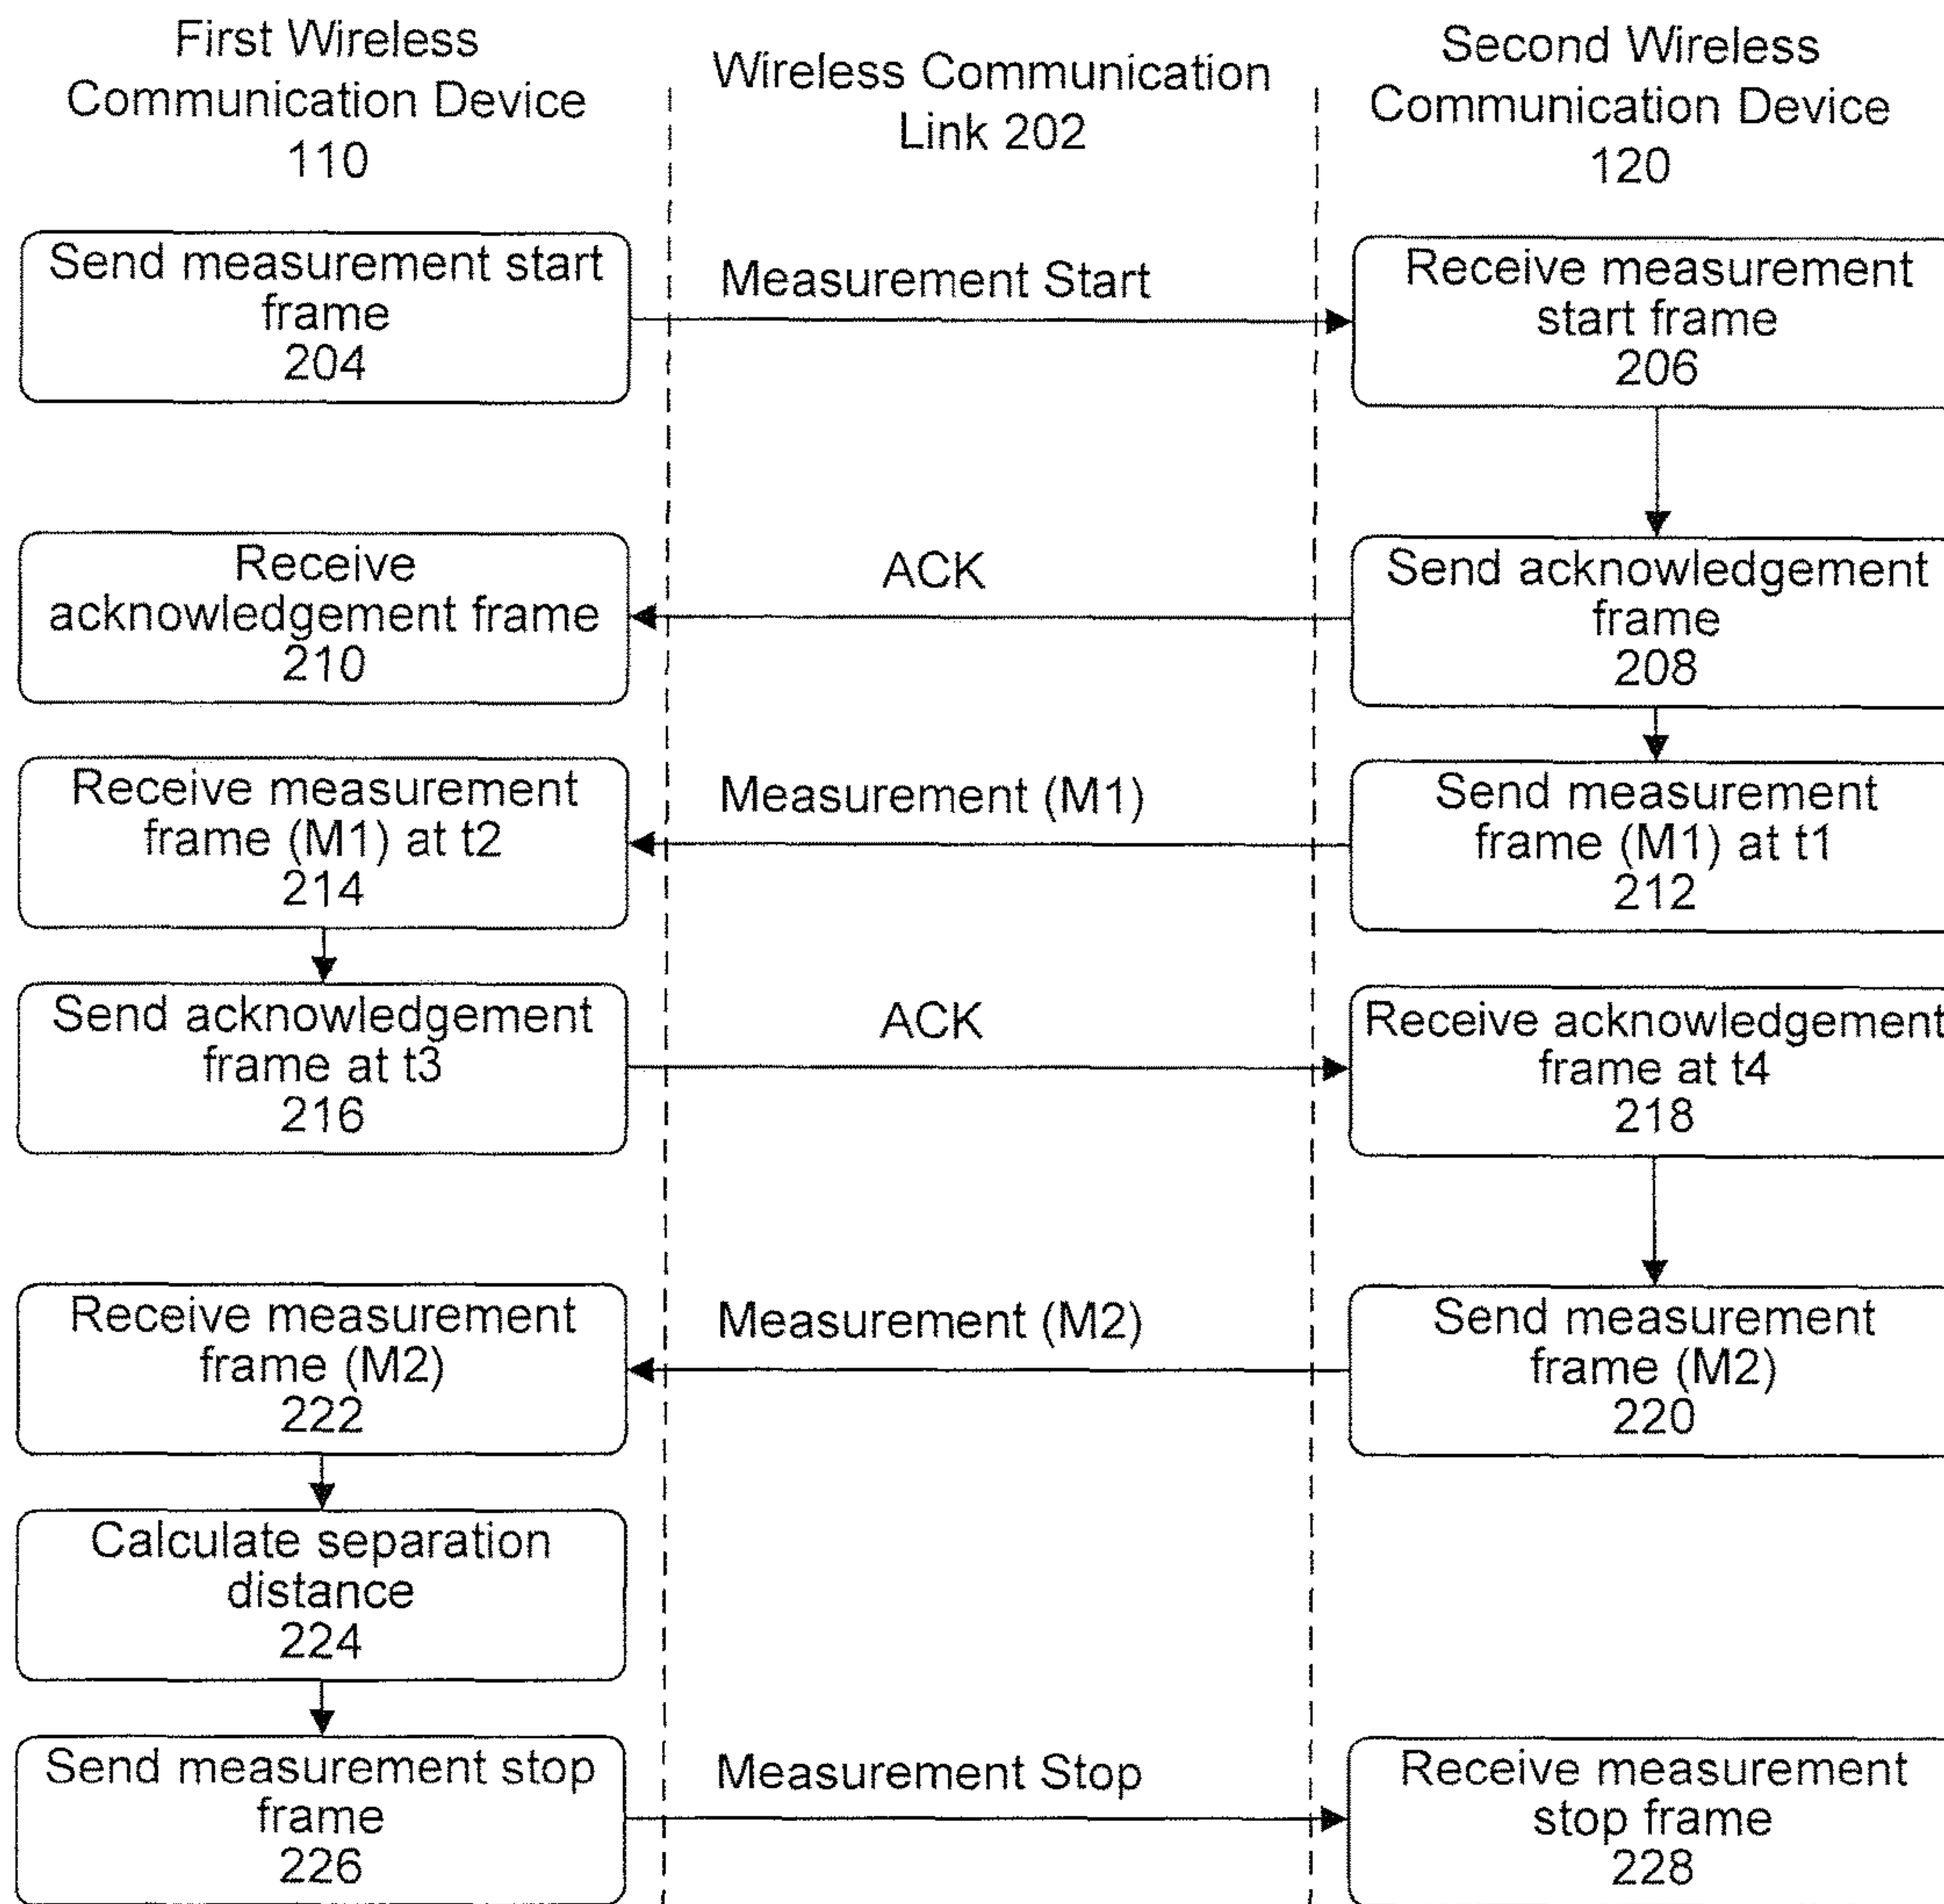 First Wireless
Communication Device
110
Wireless Communication
Link 202
Second Wireless
Communication Device
120
Send measurement start
frame
204
Measurement Start
Receive measurement
start frame
206
Receive
acknowledgement frame
210
ACK
Send acknowledgement
frame
208
Receive measurement
frame (M1) at t2
214
Measurement (M1)
Send measurement
frame (M1) at t1
212
Send acknowledgement
frame at t3
216
ACK
Receive acknowledgement
frame at t4
218
Receive measurement
frame (M2)
222
Measurement (M2)
Send measurement
frame (M2)
220
Calculate separation
distance
224
Send measurement stop
frame
226
Measurement Stop
Receive measurement
stop frame
228